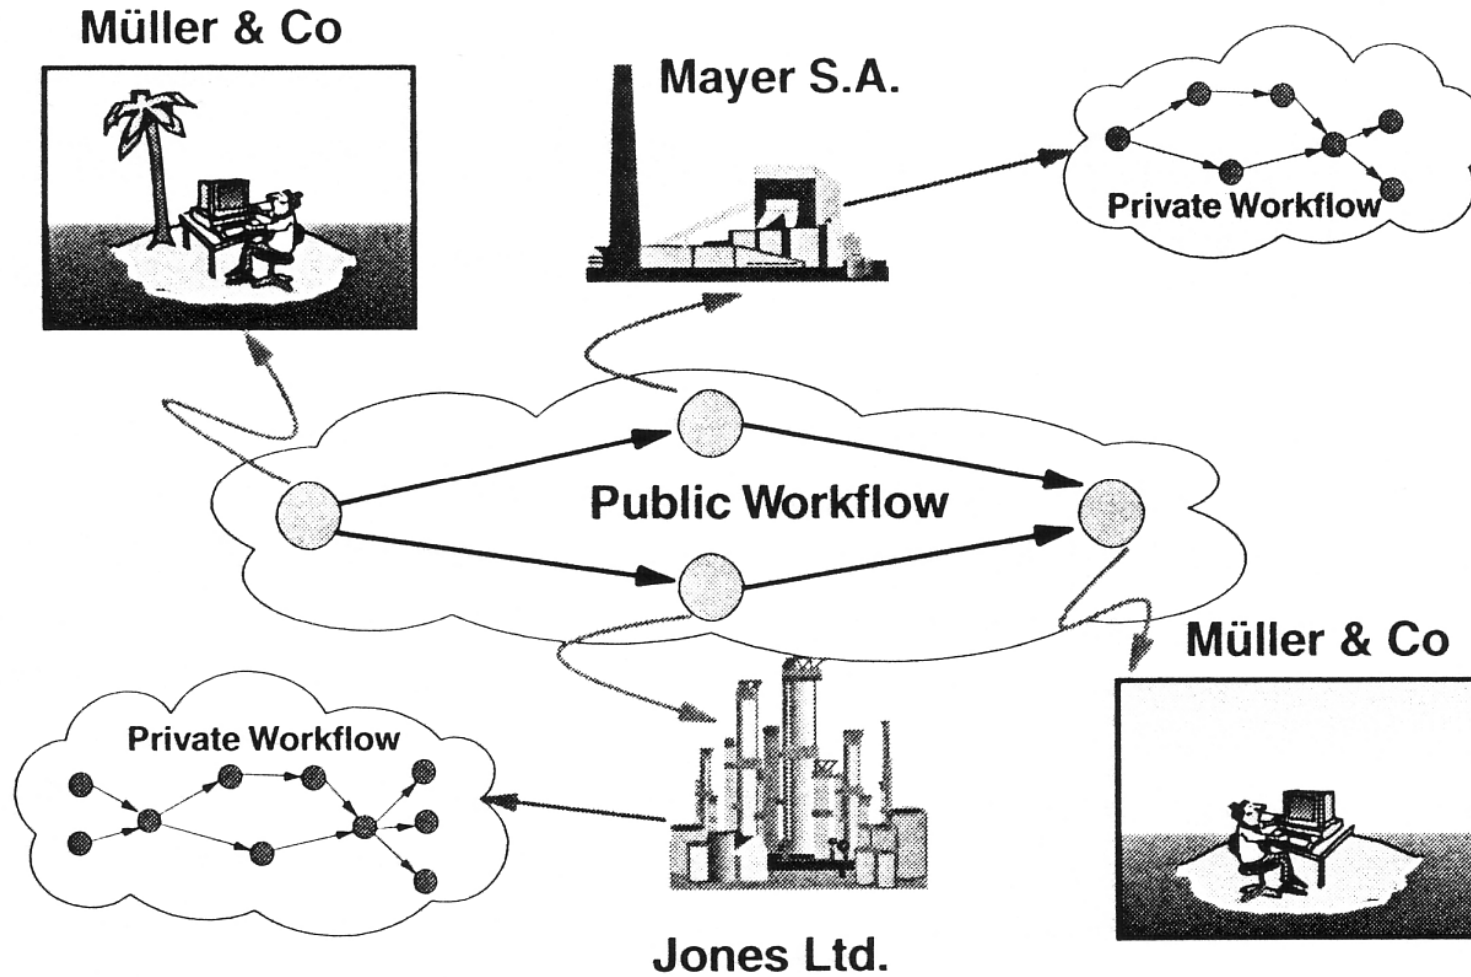 Müller & Co
Mayer S.A.
Private Workflow
Public Workflow
Müller & Co
Private Workflow
Jones Ltd.